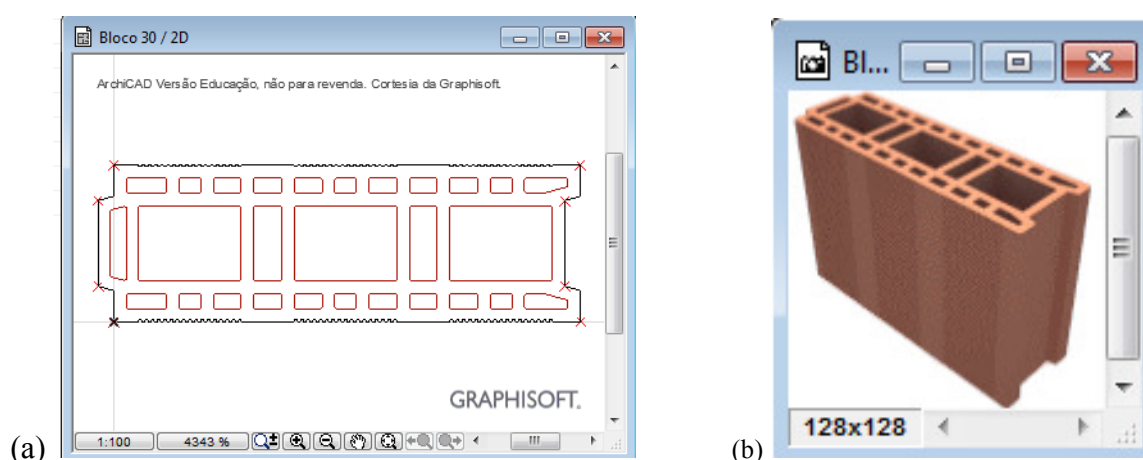 Bloco 30 / 2D
ArchiCAD Versão Educação, não para revenda. Cortesia da Graphisoft.
GRAPHISOFT.
1:100
4343 %
(a)
Bl...
128x128
(b)